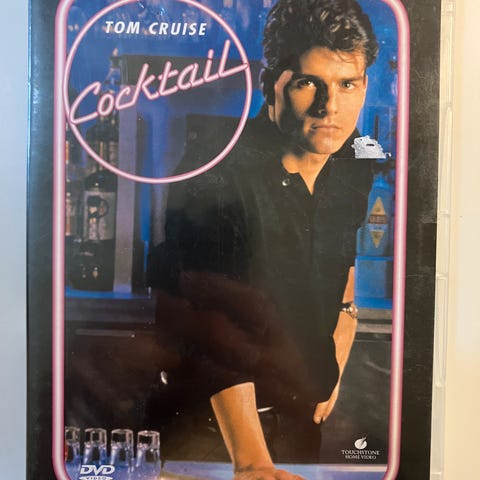 TOM CRUISE
Cocktail
DVD
VIDEO
TOUCHSTONE
HOME VIDEO